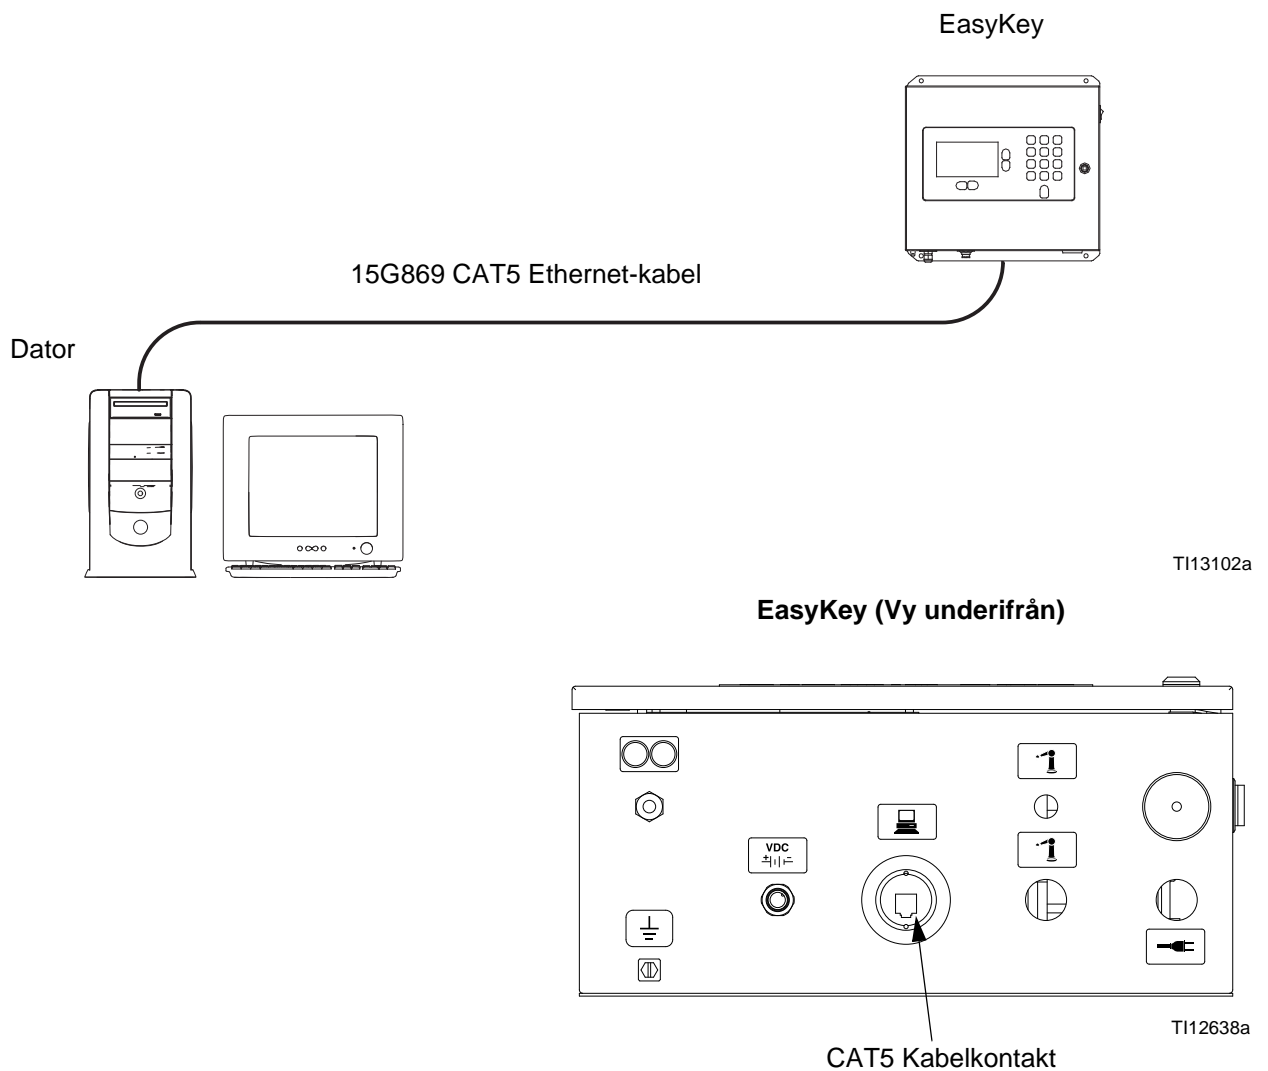 EasyKey
15G869 CAT5 Ethernet-kabel
Dator
TI13102a
EasyKey (Vy underifrån)
VDC
+ -
TI12638a
CAT5 Kabelkontakt